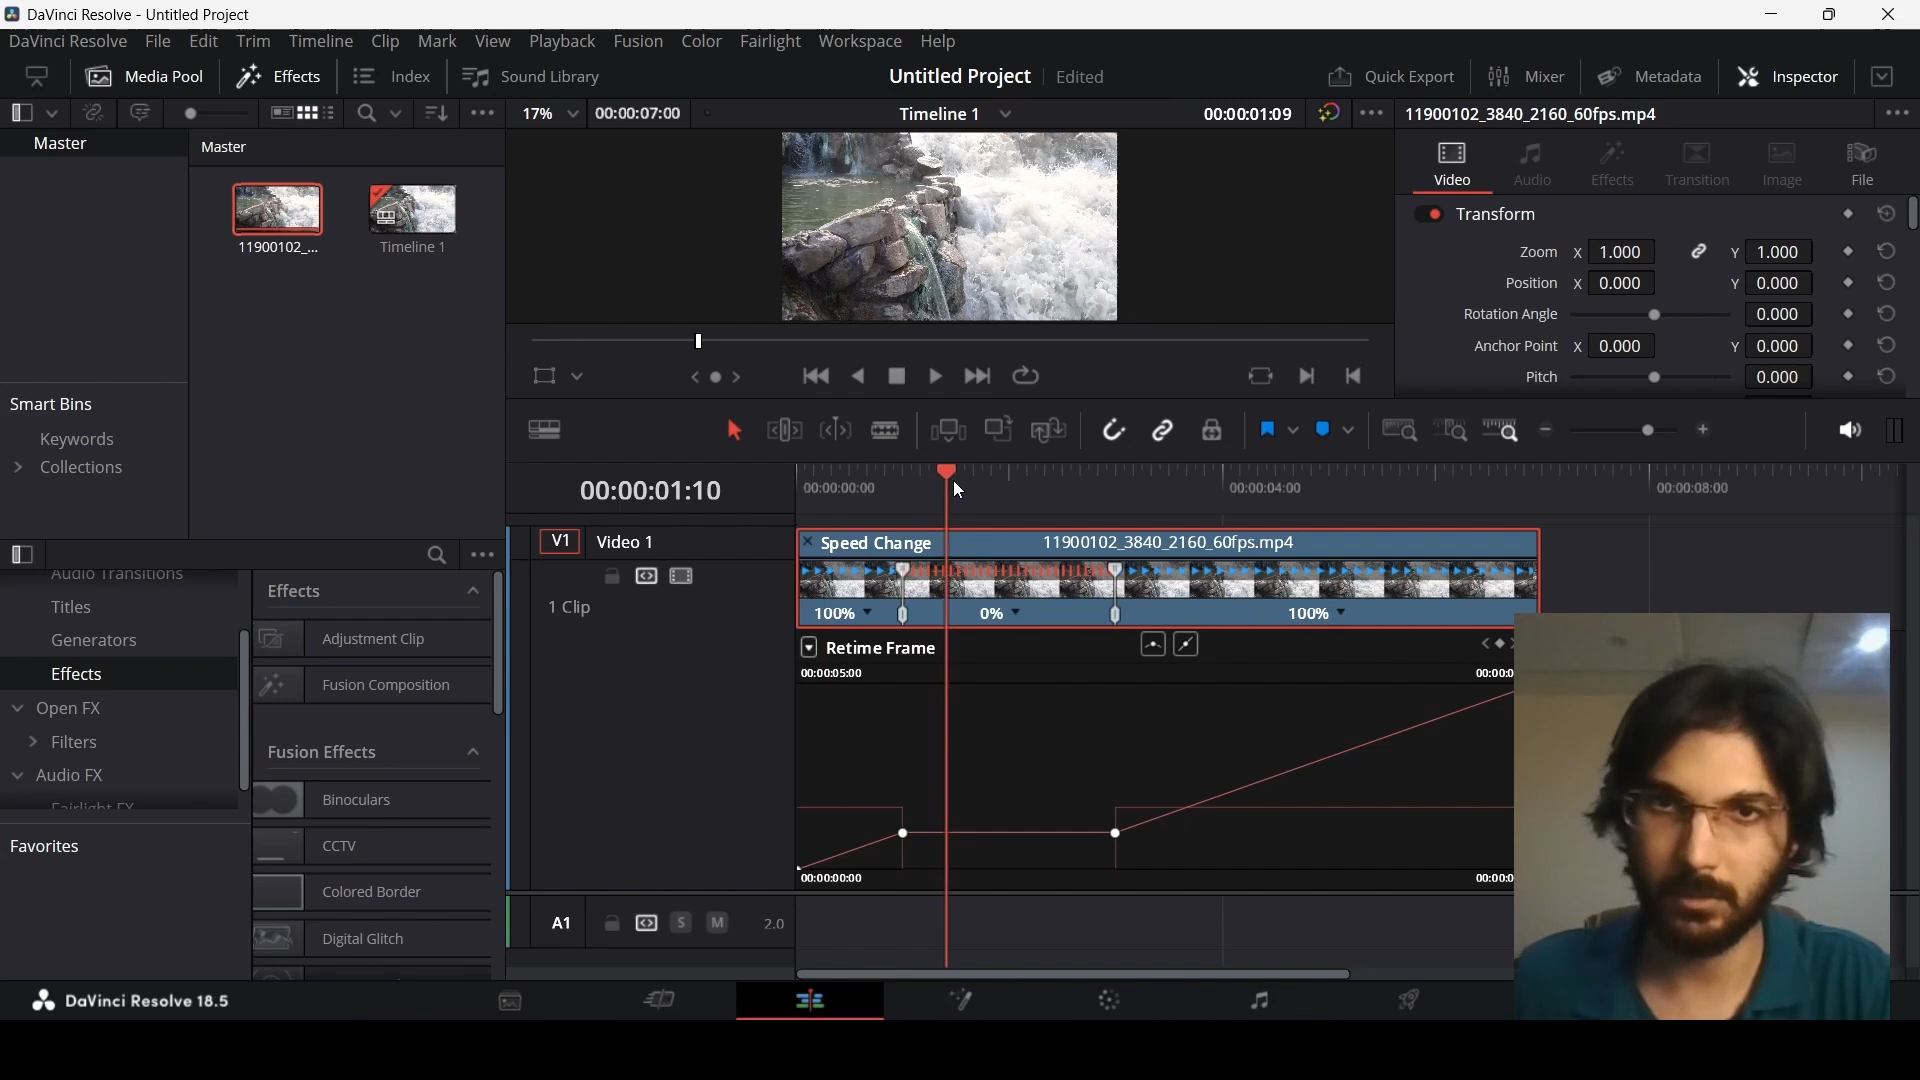 DaVinci Resolve - Untitled Project
DaVinci Resolve File Edit Trim Timeline Clip Mark View Playback Fusion Color Fairlight Workspace Help
Media Pool Effects Index Sound Library Untitled Project Edited Quick Export Mixer Metadata Inspector
17% 00:00:07:00 Timeline 1 00:00:01:09 11900102_3840_2160_60fps.mp4
Master Master
Video Audio Effects Transition Image File
Transform
11900102_... Timeline 1
Zoom X 1.000 Y 1.000
Position X 0.000 Y 0.000
Rotation Angle 0.000
Anchor Point X 0.000 Y 0.000
Pitch 0.000
Smart Bins
Keywords
Collections
00:00:01:10 00:00:00:00 00:00:04:00 00:00:08:00
V1 Video 1 Speed Change 11900102_3840_2160_60fps.mp4
1 Clip 100% 0% 100%
Retime Frame
00:00:05:00 00:00:0
Audio Transitions Effects
Titles
Generators Adjustment Clip
Effects Fusion Composition
Open FX
Filters Fusion Effects
Audio FX
Fairlight FX Binoculars
Favorites CCTV
Colored Border
00:00:00:00 00:00:0
Digital Glitch
A1 S M 2.0
DaVinci Resolve 18.5